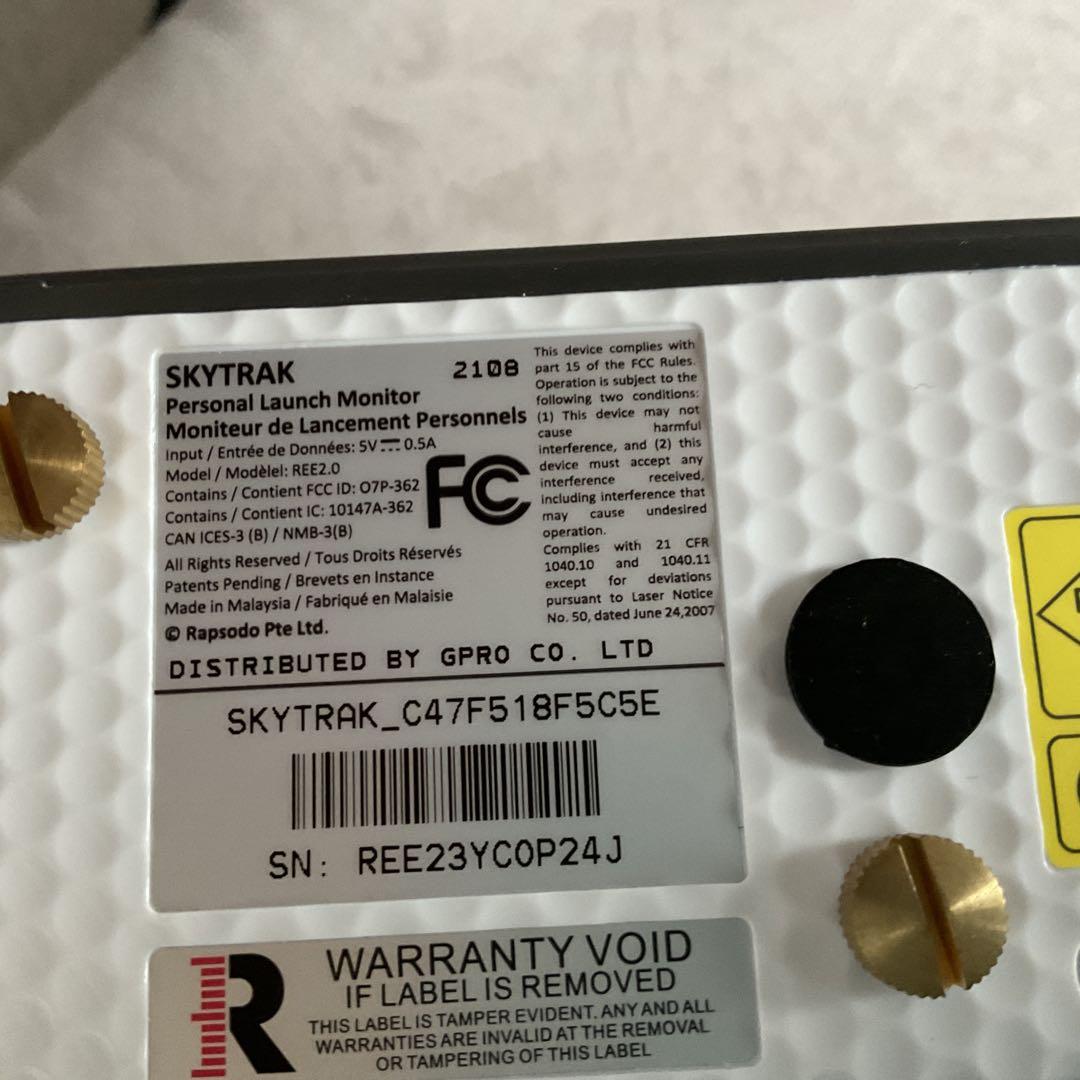 SKYTRAK 2108
Personal Launch Monitor
Moniteur de Lancement Personnels
Input / Entrée de Données: 5V⎓0.5A
Model / Modèlel: REE2.0
Contains / Contient FCC ID: O7P-362
Contains / Contient IC: 10147A-362
CAN ICES-3 (B) / NMB-3(B)
All Rights Reserved / Tous Droits Résérvés
Patents Pending / Brevets en Instance
Made in Malaysia / Fabriqué en Malaisie
© Rapsodo Pte Ltd.
FC
This device complies with
part 15 of the FCC Rules.
Operation is subject to the
following two conditions:
(1) This device may not
cause harmful
interference, and (2) this
device must accept any
interference received,
including interference that
may cause undesired
operation.
Complies with 21 CFR
1040.10 and 1040.11
except for deviations
pursuant to Laser Notice
No. 50, dated June 24,2007
DISTRIBUTED BY GPRO CO. LTD
SKYTRAK_C47F518F5C5E
SN: REE23YC0P24J
R
WARRANTY VOID
IF LABEL IS REMOVED
THIS LABEL IS TAMPER EVIDENT. ANY AND ALL
WARRANTIES ARE INVALID AT THE REMOVAL
OR TAMPERING OF THIS LABEL